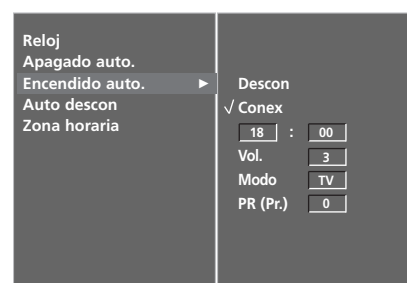 Reloj
Apagado auto.
Encendido auto. ►
Auto descon
Zona horaria
Descon
√ Conex
18 : 00
Vol. 3
Modo TV
PR (Pr.) 0